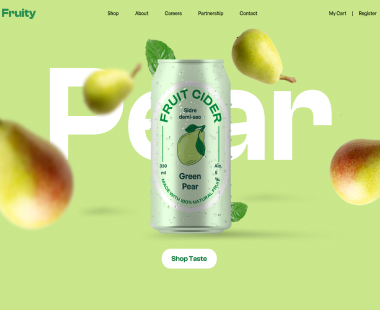 Fruity
Shop
About
Careers
Partnership
Contact
My Cart | Register
Pear
FRUIT CIDER
Sidre
demi-sec
330
ml
Alc.
5
Green
Pear
MADE WITH 100% NATURAL FRUIT
Shop Taste